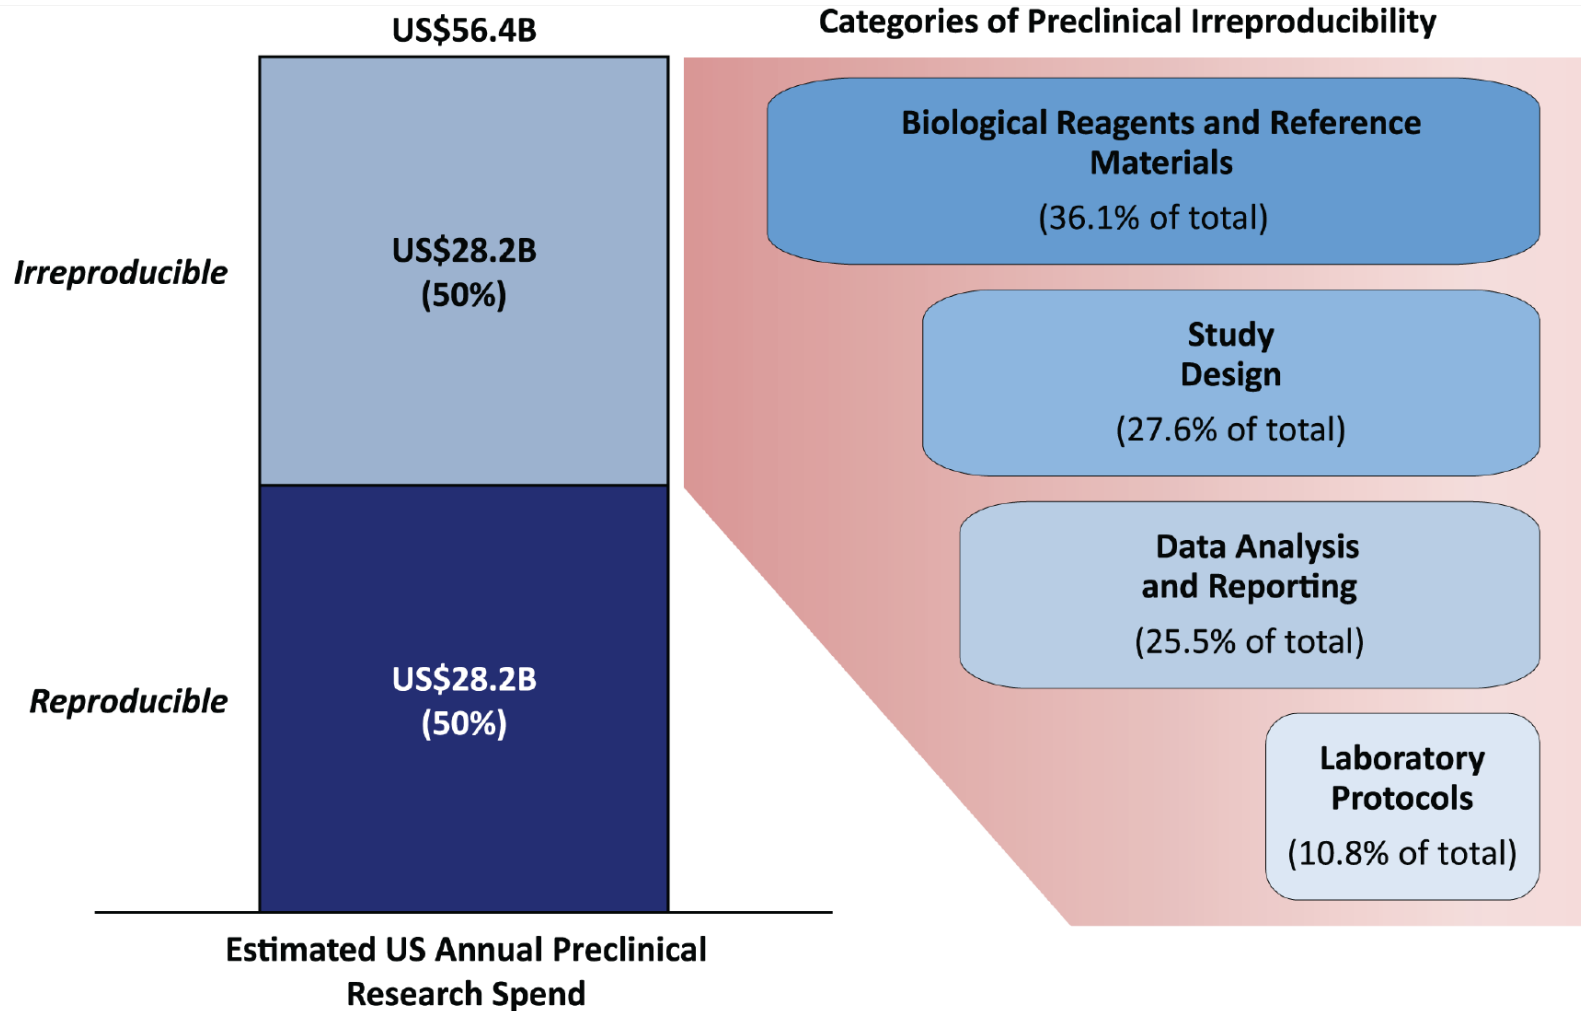 US$56.4B
Irreproducible
US$28.2B
(50%)
Reproducible
US$28.2B
(50%)
Estimated US Annual Preclinical
Research Spend
Categories of Preclinical Irreproducibility
Biological Reagents and Reference
Materials
(36.1% of total)
Study
Design
(27.6% of total)
Data Analysis
and Reporting
(25.5% of total)
Laboratory
Protocols
(10.8% of total)